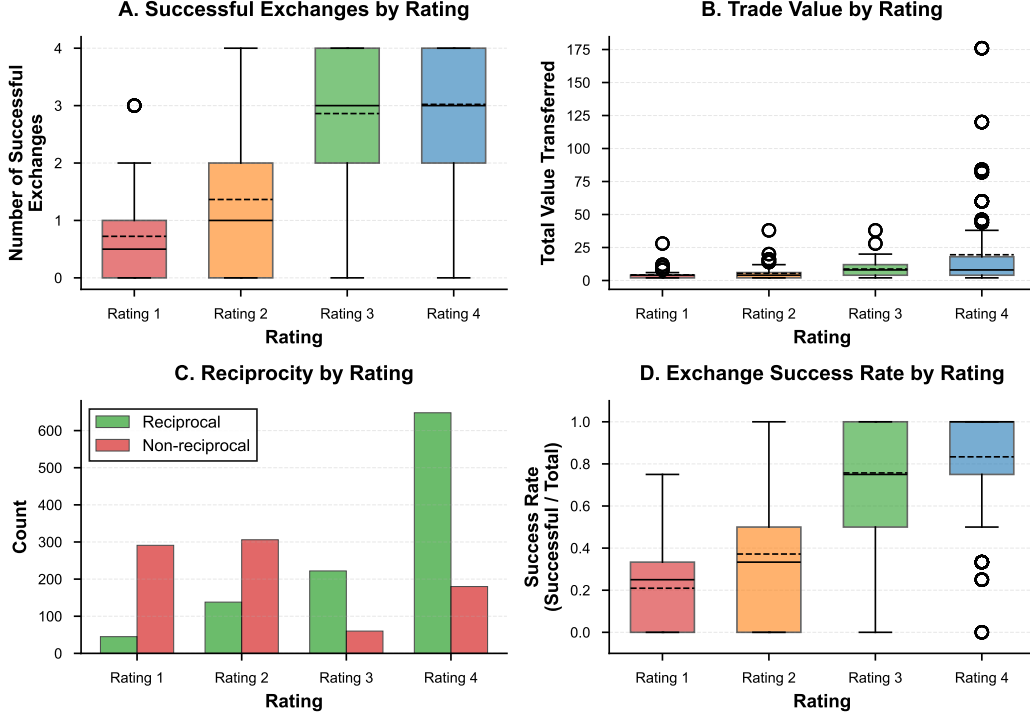 A. Successful Exchanges by Rating
Number of Successful
Exchanges
4
3
2
1
0
Rating 1
Rating 2
Rating 3
Rating 4
Rating
B. Trade Value by Rating
Total Value Transferred
175
150
125
100
75
50
25
0
Rating 1
Rating 2
Rating 3
Rating 4
Rating
C. Reciprocity by Rating
Reciprocal
Non-reciprocal
Count
600
500
400
300
200
100
0
Rating 1
Rating 2
Rating 3
Rating 4
Rating
D. Exchange Success Rate by Rating
Success Rate
(Successful / Total)
1.0
0.8
0.6
0.4
0.2
0.0
Rating 1
Rating 2
Rating 3
Rating 4
Rating